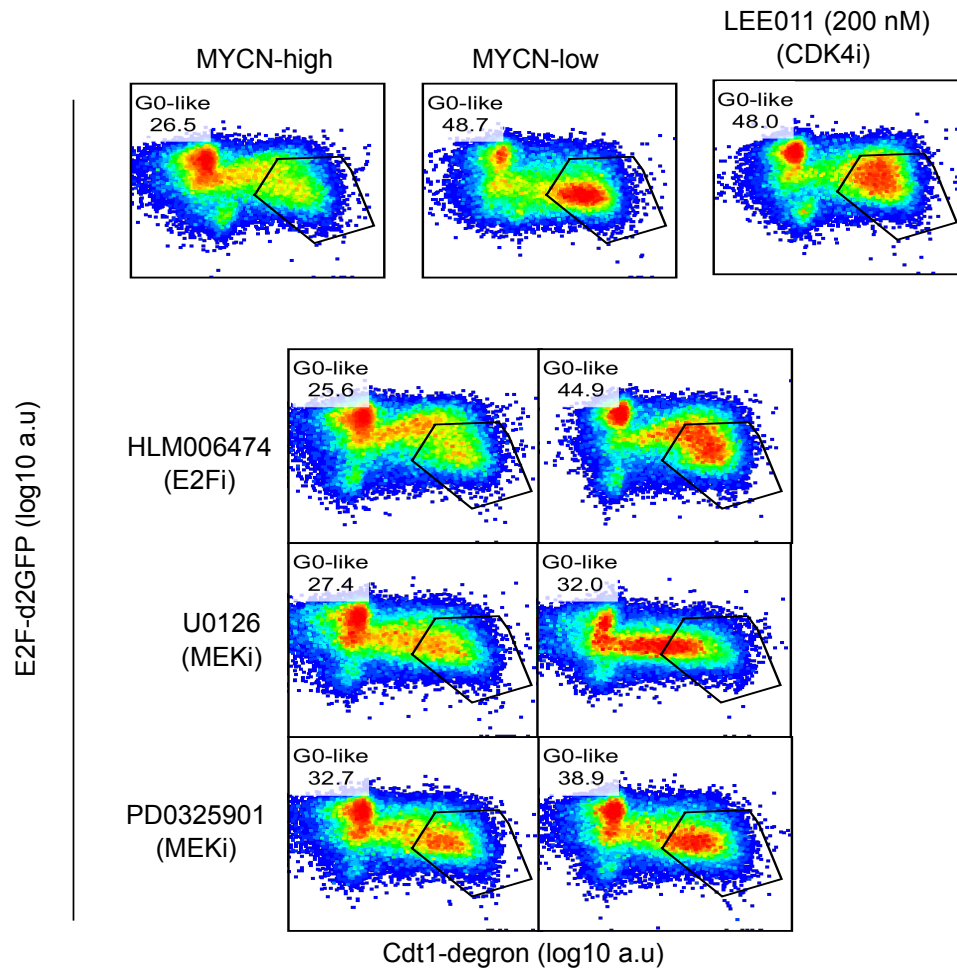 LEE011 (200 nM)
(CDK4i)
MYCN-high
MYCN-low
G0-like
26.5
G0-like
48.7
G0-like
48.0
E2F-d2GFP (log10 a.u)
HLM006474
(E2Fi)
G0-like
25.6
G0-like
44.9
U0126
(MEKi)
G0-like
27.4
G0-like
32.0
PD0325901
(MEKi)
G0-like
32.7
G0-like
38.9
Cdt1-degron (log10 a.u)